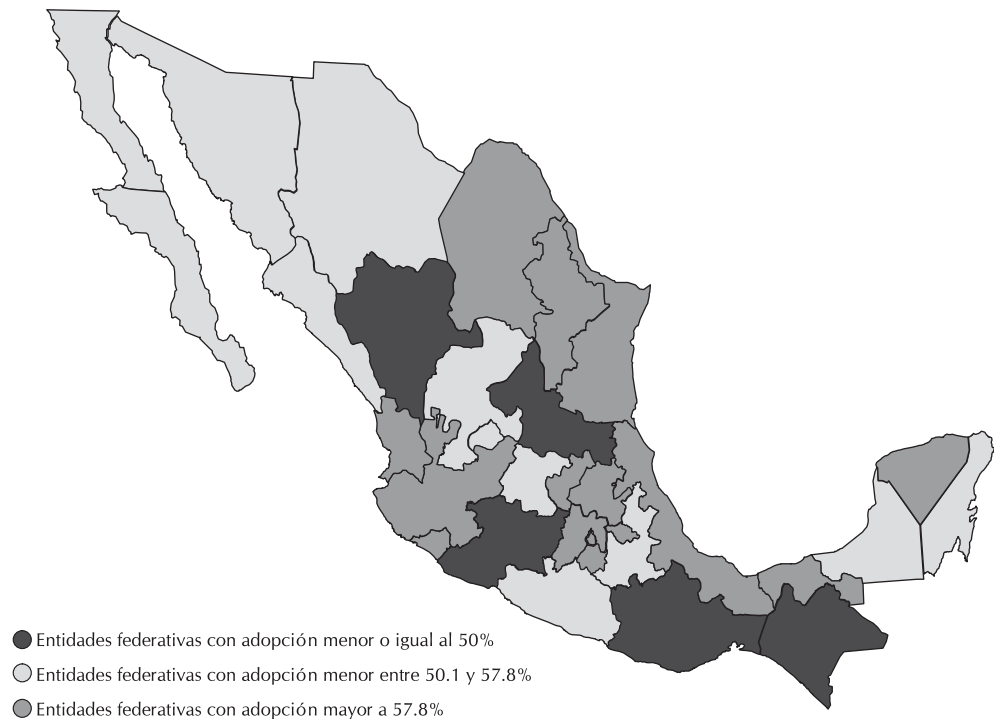 Entidades federativas con adopción menor o igual al 50%
Entidades federativas con adopción menor entre 50.1 y 57.8%
Entidades federativas con adopción mayor a 57.8%